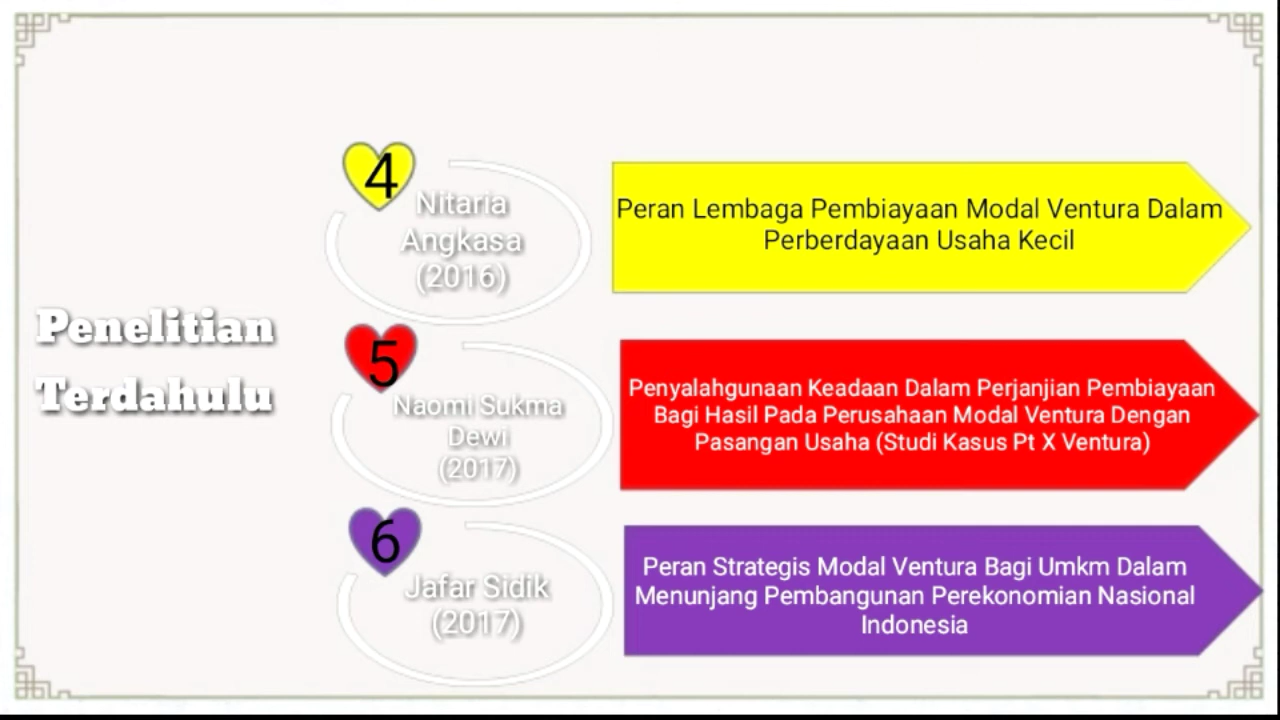 Penelitian
Terdahulu
4
Nitaria
Angkasa
(2016)
Peran Lembaga Pembiayaan Modal Ventura Dalam
Perberdayaan Usaha Kecil
5
Naomi Sukma
Dewi
(2017)
Penyalahgunaan Keadaan Dalam Perjanjian Pembiayaan
Bagi Hasil Pada Perusahaan Modal Ventura Dengan
Pasangan Usaha (Studi Kasus Pt X Ventura)
6
Jafar Sidik
(2017)
Peran Strategis Modal Ventura Bagi Umkm Dalam
Menunjang Pembangunan Perekonomian Nasional
Indonesia